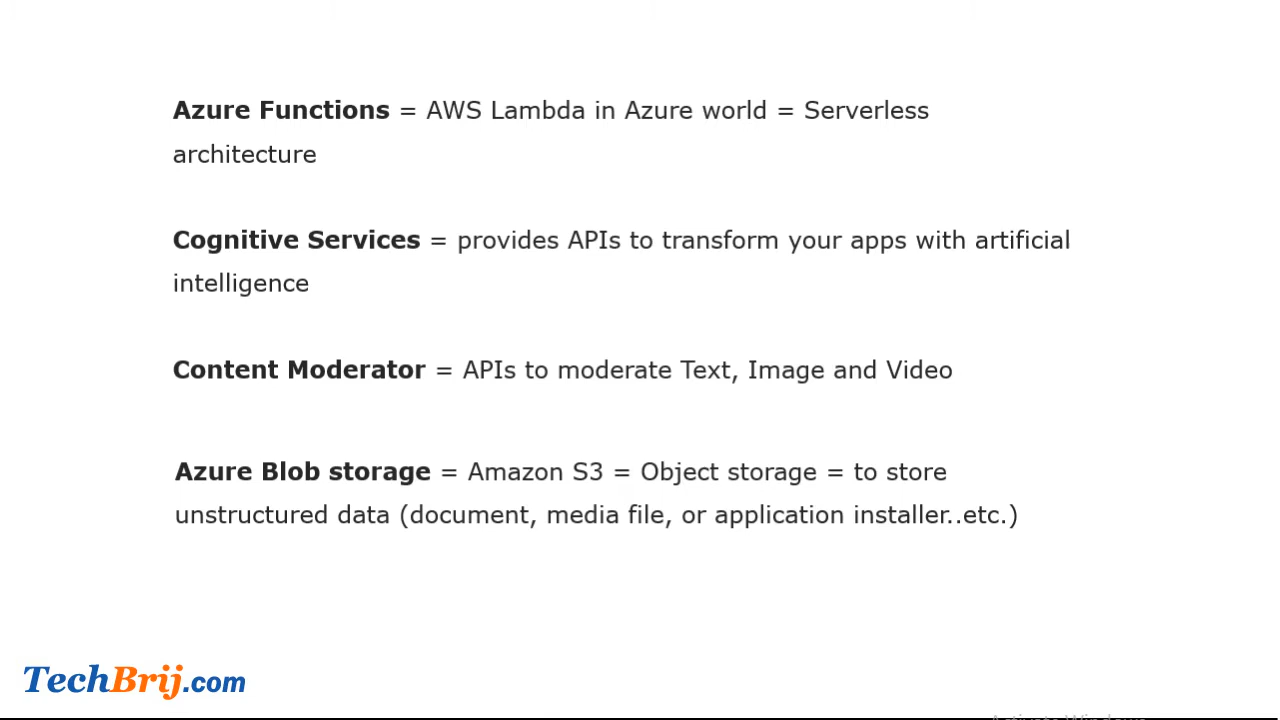 Azure Functions = AWS Lambda in Azure world = Serverless
architecture
Cognitive Services = provides APIs to transform your apps with artificial
intelligence
Content Moderator = APIs to moderate Text, Image and Video
Azure Blob storage = Amazon S3 = Object storage = to store
unstructured data (document, media file, or application installer..etc.)
TechBrij.com